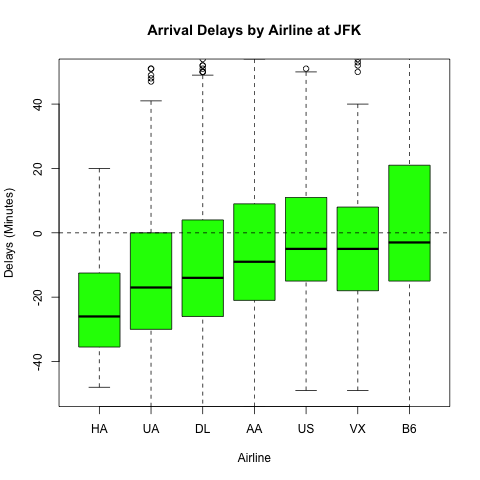 Arrival Delays by Airline at JFK
Delays (Minutes)
40
20
0
-20
-40
HA UA DL AA US VX B6
Airline